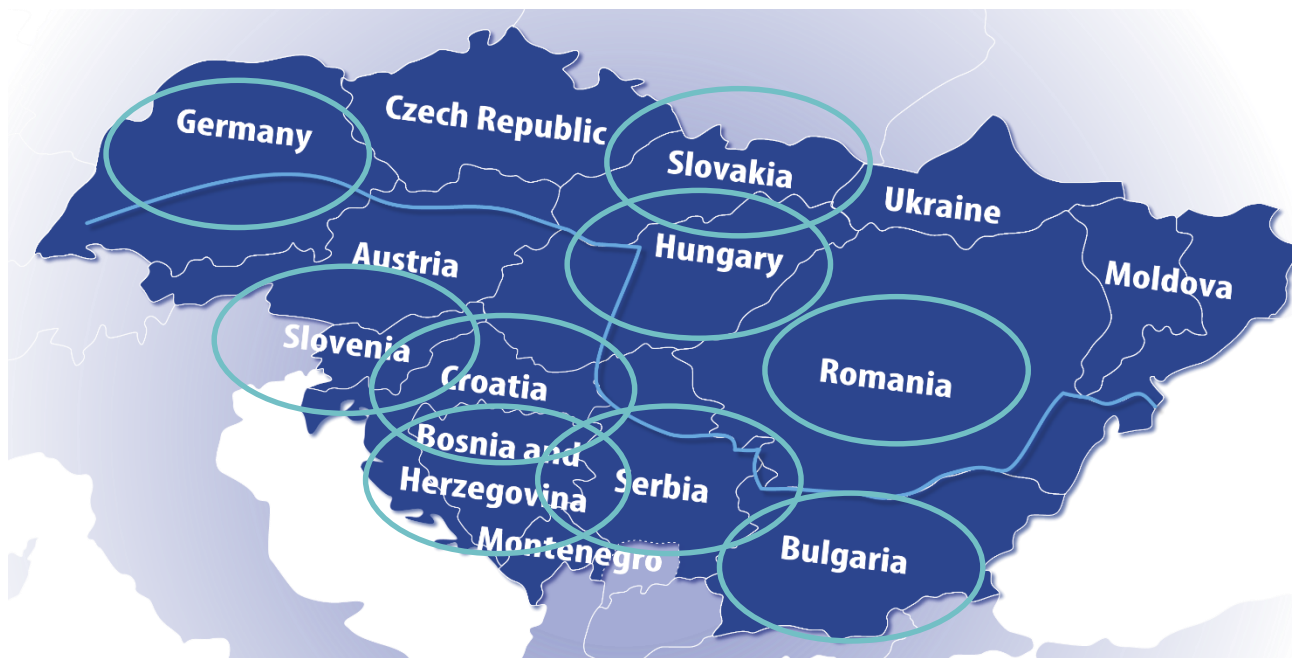 Germany
Czech Republic
Slovakia
Ukraine
Hungary
Austria
Moldova
Slovenia
Croatia
Romania
Bosnia and
Herzegovina
Serbia
Montenegro
Bulgaria